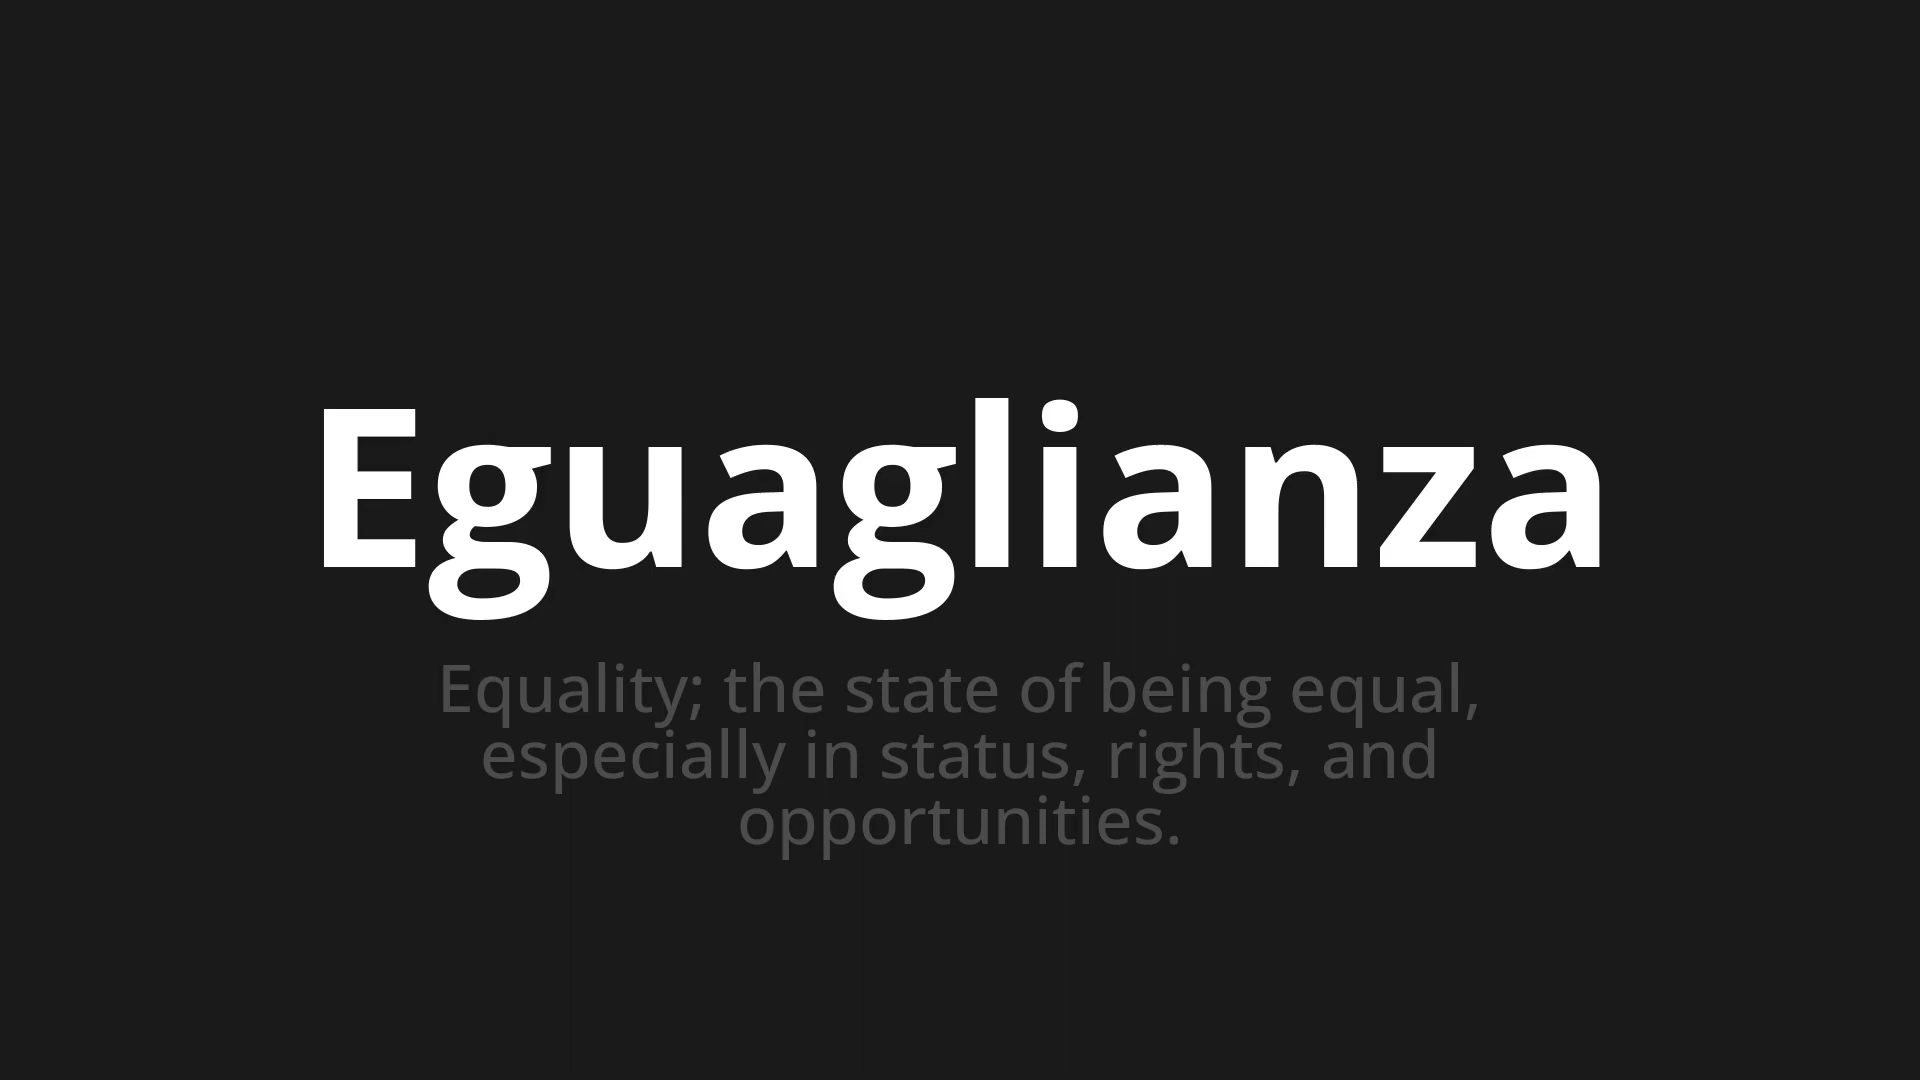 Eguaglianza
Equality; the state of being equal,
especially in status, rights, and
opportunities.